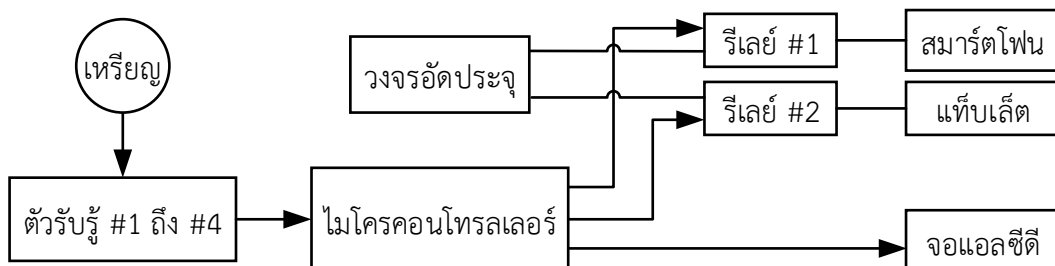 เหรียญ
วงจรอัดประจุ
รีเลย์ #1
สมาร์ตโฟน
รีเลย์ #2
แท็บเล็ต
ตัวรับรู้ #1 ถึง #4
ไมโครคอนโทรลเลอร์
จอแอลซีดี